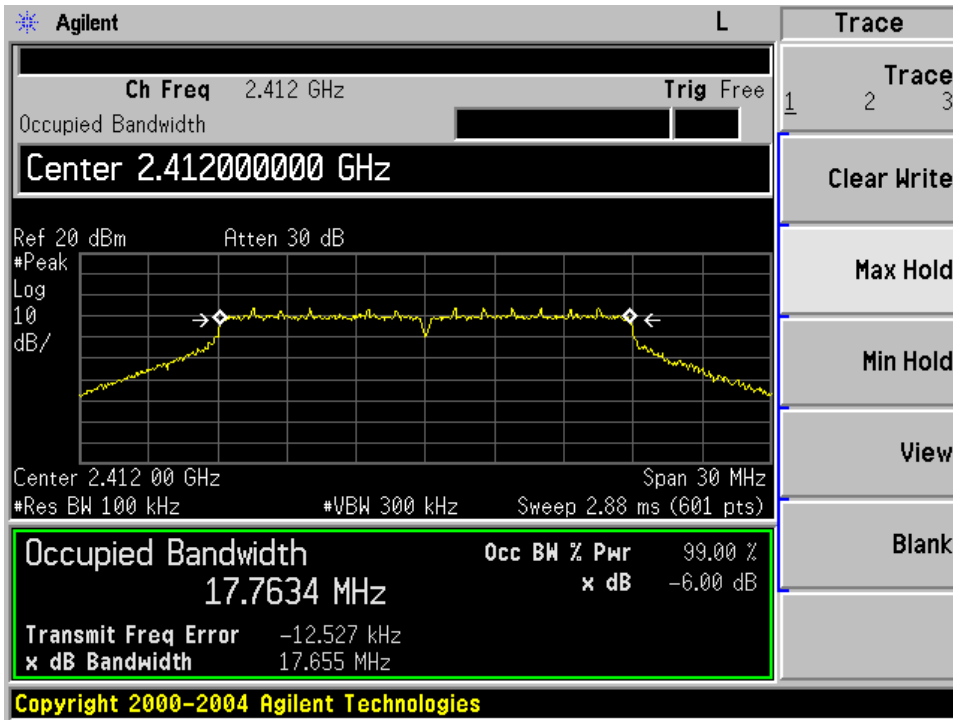 Agilent L Trace
Ch Freq 2.412 GHz Trig Free
Occupied Bandwidth
Center 2.412000000 GHz
Ref 20 dBm Atten 30 dB
#Peak
Log
10
dB/
Center 2.412 00 GHz Span 30 MHz
#Res BW 100 kHz #VBW 300 kHz Sweep 2.88 ms (601 pts)
Occupied Bandwidth Occ BW % Pwr 99.00 %
17.7634 MHz x dB -6.00 dB
Transmit Freq Error -12.527 kHz
x dB Bandwidth 17.655 MHz
Copyright 2000-2004 Agilent Technologies
Trace
1 2 3
Clear Write
Max Hold
Min Hold
View
Blank